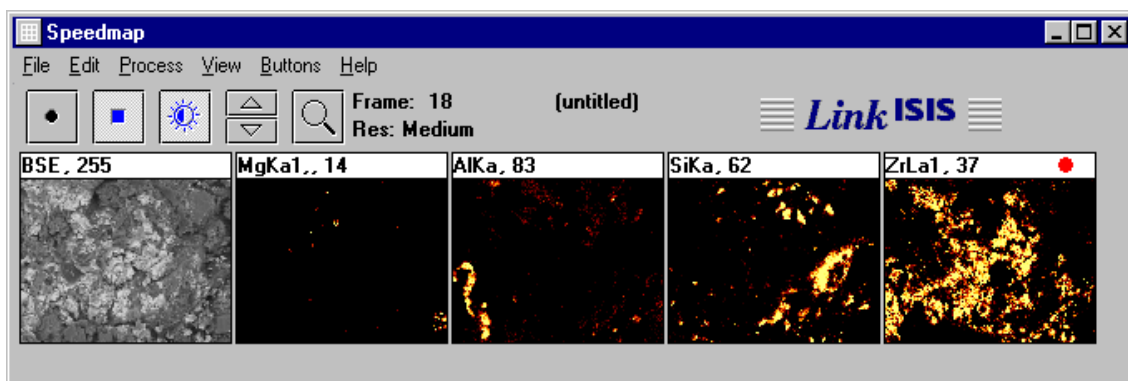 Speedmap
File Edit Process View Buttons Help
Frame: 18 (untitled)
Res: Medium
Link ISIS
BSE, 255 MgKa1,, 14 AlKa, 83 SiKa, 62 ZrLa1, 37